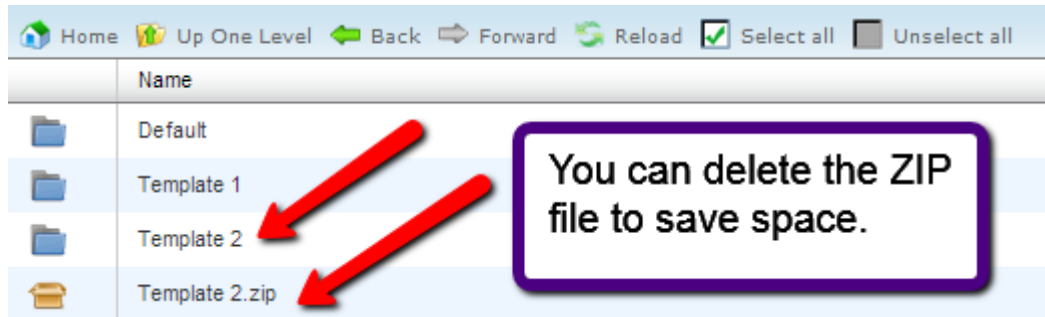 Home Up One Level Back Forward Reload Select all Unselect all
Name
Default
Template 1
Template 2
Template 2.zip
You can delete the ZIP
file to save space.